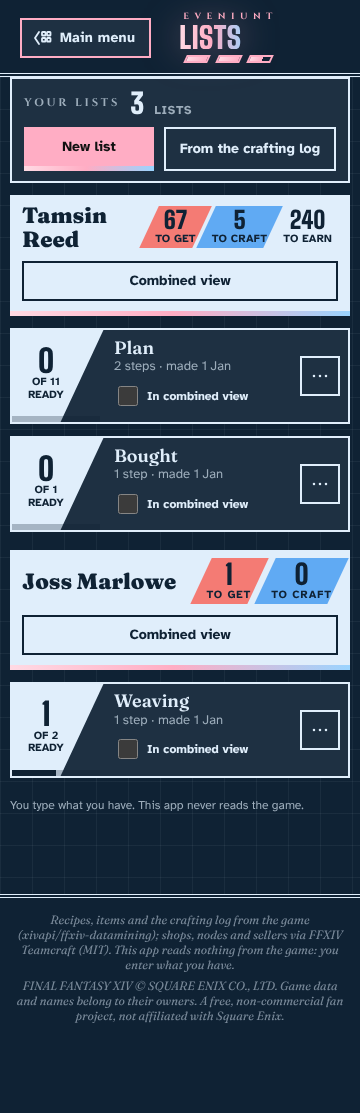 Main menu
EVENIUNT
LISTS
YOUR LISTS 3 LISTS
New list
From the crafting log
Tamsin
Reed
67
TO GET
5
TO CRAFT
240
TO EARN
Combined view
0
OF 11
READY
Plan
2 steps · made 1 Jan
In combined view
...
0
OF 1
READY
Bought
1 step · made 1 Jan
In combined view
...
Joss Marlowe
1
TO GET
0
TO CRAFT
Combined view
1
OF 2
READY
Weaving
1 step · made 1 Jan
In combined view
...
You type what you have. This app never reads the game.
Recipes, items and the crafting log from the game
(xivapi/ffxiv-datamining); shops, nodes and sellers via FFXIV
Teamcraft (MIT). This app reads nothing from the game: you
enter what you have.
FINAL FANTASY XIV © SQUARE ENIX CO., LTD. Game data
and names belong to their owners. A free, non-commercial fan
project, not affiliated with Square Enix.